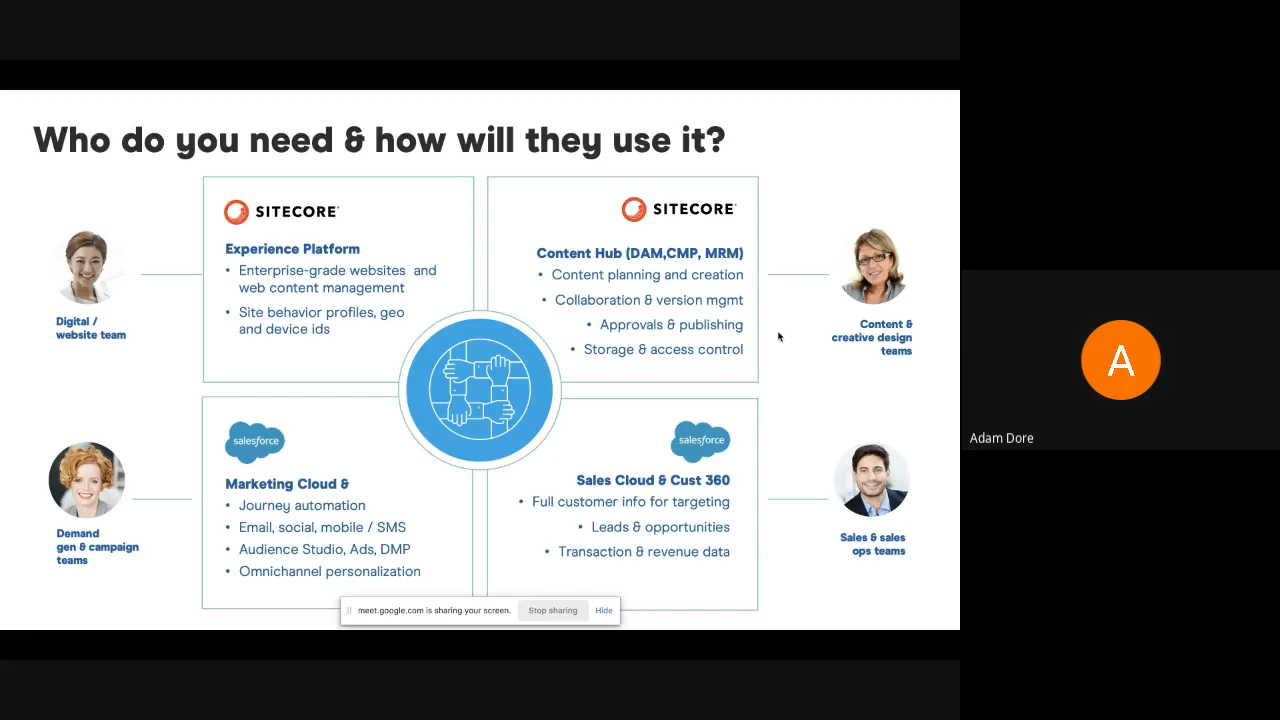 Who do you need & how will they use it?
SITECORE
Experience Platform
• Enterprise-grade websites and
web content management
• Site behavior profiles, geo
and device ids
Digital /
website team
SITECORE
Content Hub (DAM,CMP, MRM)
• Content planning and creation
• Collaboration & version mgmt
• Approvals & publishing
• Storage & access control
Content &
creative design
teams
salesforce
Marketing Cloud &
• Journey automation
• Email, social, mobile / SMS
• Audience Studio, Ads, DMP
• Omnichannel personalization
Demand
gen & campaign
teams
salesforce
Sales Cloud & Cust 360
• Full customer info for targeting
• Leads & opportunities
• Transaction & revenue data
Sales & sales
ops teams
meet.google.com is sharing your screen. Stop sharing Hide
A
Adam Dore